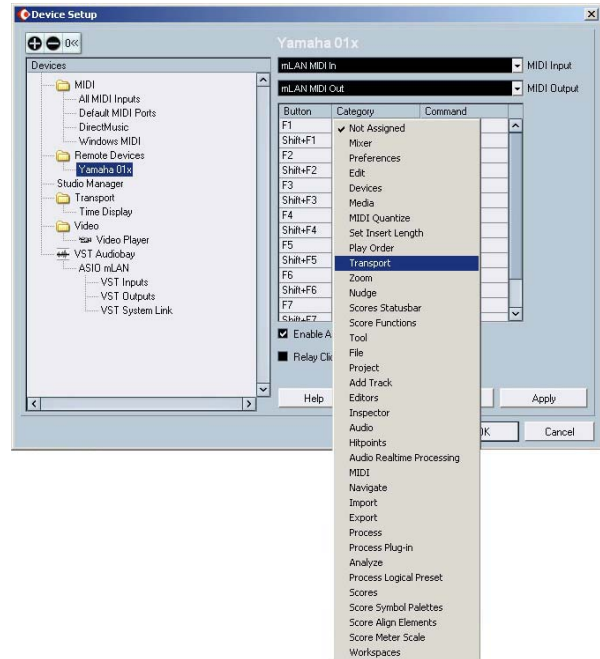 Device Setup
Yamaha 01x
Devices
MIDI
All MIDI Inputs
Default MIDI Ports
DirectMusic
Windows MIDI
Remote Devices
Yamaha 01x
Studio Manager
Transport
Time Display
Video
Video Player
VST Audiobay
ASIO mLAN
VST Inputs
VST Outputs
VST System Link
mLAN MIDI In
MIDI Input
mLAN MIDI Out
MIDI Output
Button Category Command
F1
Shift+F1
F2
Shift+F2
F3
Shift+F3
F4
Shift+F4
F5
Shift+F5
F6
Shift+F6
F7
Shift+F7
Not Assigned
Mixer
Preferences
Edit
Devices
Media
MIDI Quantize
Set Insert Length
Play Order
Transport
Zoom
Nudge
Scores Statusbar
Score Functions
Tool
File
Project
Add Track
Editors
Inspector
Audio
Hitpoints
Audio Realtime Processing
MIDI
Navigate
Import
Export
Process
Process Plug-in
Analyze
Process Logical Preset
Scores
Score Symbol Palettes
Score Align Elements
Score Meter Scale
Workspaces
Enable A
Relay Cli
Help
Apply
Cancel